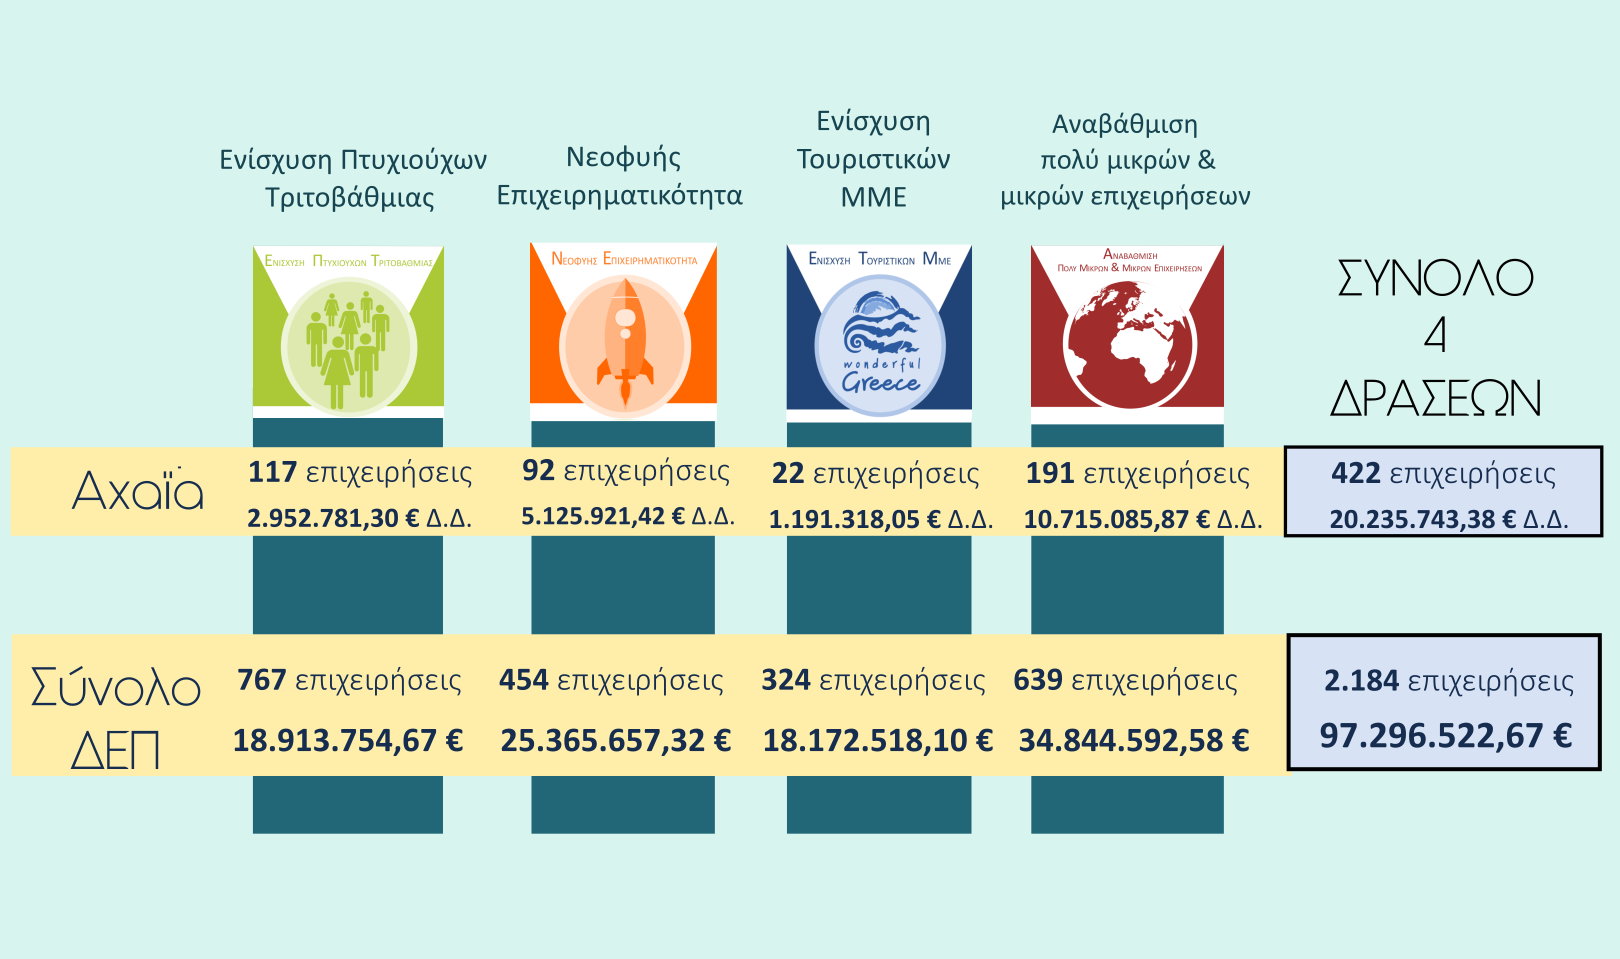 Ενίσχυση Πτυχιούχων
Τριτοβάθμιας
Νεοφυής
Επιχειρηματικότητα
Ενίσχυση
Τουριστικών
ΜΜΕ
Αναβάθμιση
πολύ μικρών &
μικρών επιχειρήσεων
ΕΝΙΣΧΥΣΗ ΠΤΥΧΙΟΥΧΩΝ ΤΡΙΤΟΒΑΘΜΙΑΣ
ΝΕΟΦΥΗΣ ΕΠΙΧΕΙΡΗΜΑΤΙΚΟΤΗΤΑ
ΕΝΙΣΧΥΣΗ ΤΟΥΡΙΣΤΙΚΩΝ ΜΜΕ
wonderful
Greece
ΑΝΑΒΑΘΜΙΣΗ
ΠΟΛΥ ΜΙΚΡΩΝ & ΜΙΚΡΩΝ ΕΠΙΧΕΙΡΗΣΕΩΝ
ΣΥΝΟΛΟ
4
ΔΡΑΣΕΩΝ
Αχαΐα
117 επιχειρήσεις
2.952.781,30 € Δ.Δ.
92 επιχειρήσεις
5.125.921,42 € Δ.Δ.
22 επιχειρήσεις
1.191.318,05 € Δ.Δ.
191 επιχειρήσεις
10.715.085,87 € Δ.Δ.
422 επιχειρήσεις
20.235.743,38 € Δ.Δ.
Σύνολο
ΔΕΠ
767 επιχειρήσεις
18.913.754,67 €
454 επιχειρήσεις
25.365.657,32 €
324 επιχειρήσεις
18.172.518,10 €
639 επιχειρήσεις
34.844.592,58 €
2.184 επιχειρήσεις
97.296.522,67 €